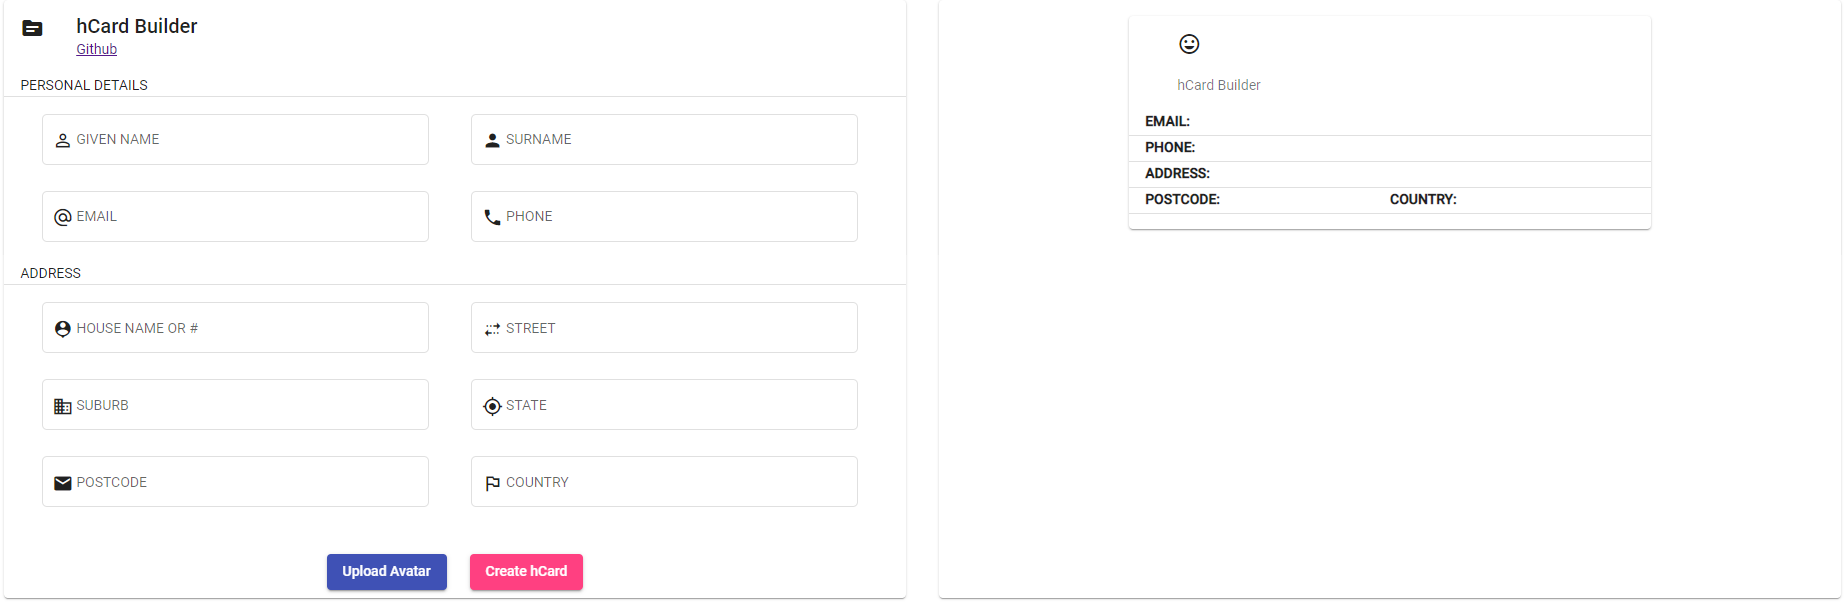 hCard Builder
Github
PERSONAL DETAILS
GIVEN NAME
SURNAME
EMAIL
PHONE
ADDRESS
HOUSE NAME OR #
STREET
SUBURB
STATE
POSTCODE
COUNTRY
Upload Avatar
Create hCard
hCard Builder
EMAIL:
PHONE:
ADDRESS:
POSTCODE: COUNTRY: